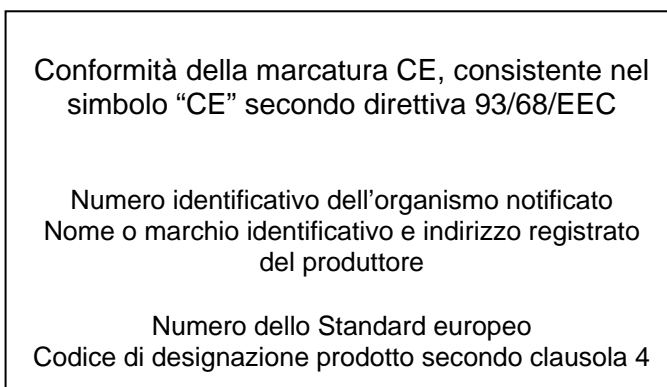 Conformità della marcatura CE, consistente nel
simbolo “CE” secondo direttiva 93/68/EEC
Numero identificativo dell’organismo notificato
Nome o marchio identificativo e indirizzo registrato
del produttore
Numero dello Standard europeo
Codice di designazione prodotto secondo clausola 4